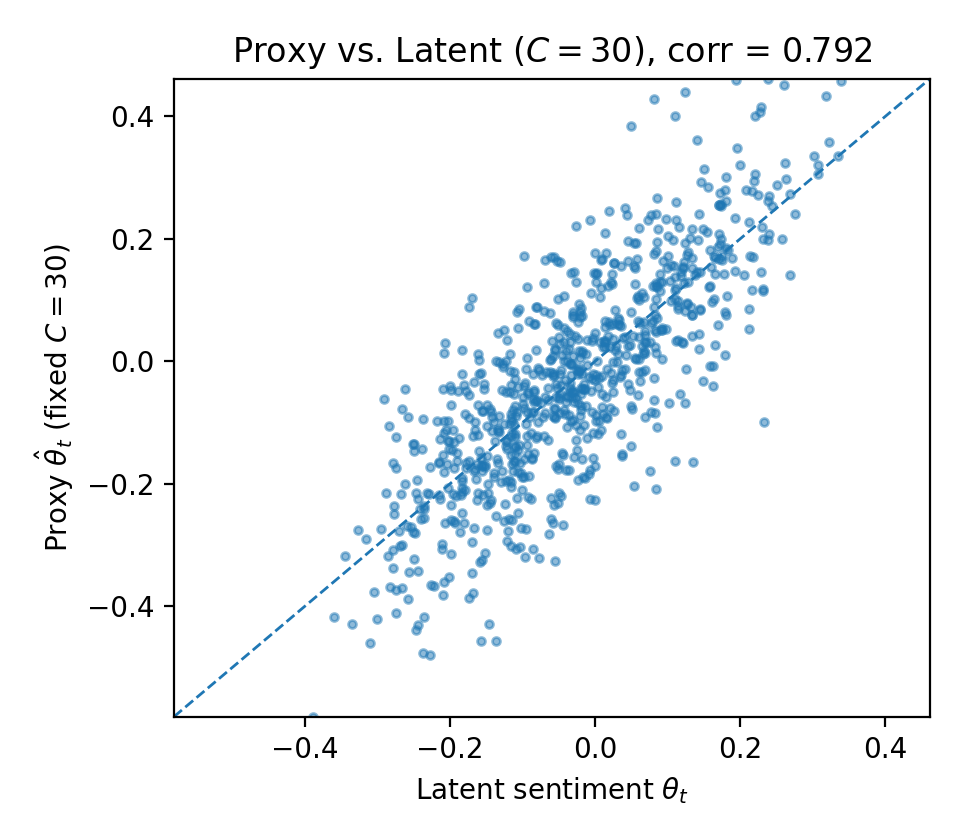 Proxy vs. Latent (C = 30), corr = 0.792
0.4
0.2
0.0
−0.2
−0.4
Proxy θ̂ₜ (fixed C = 30)
−0.4 −0.2 0.0 0.2 0.4
Latent sentiment θₜ